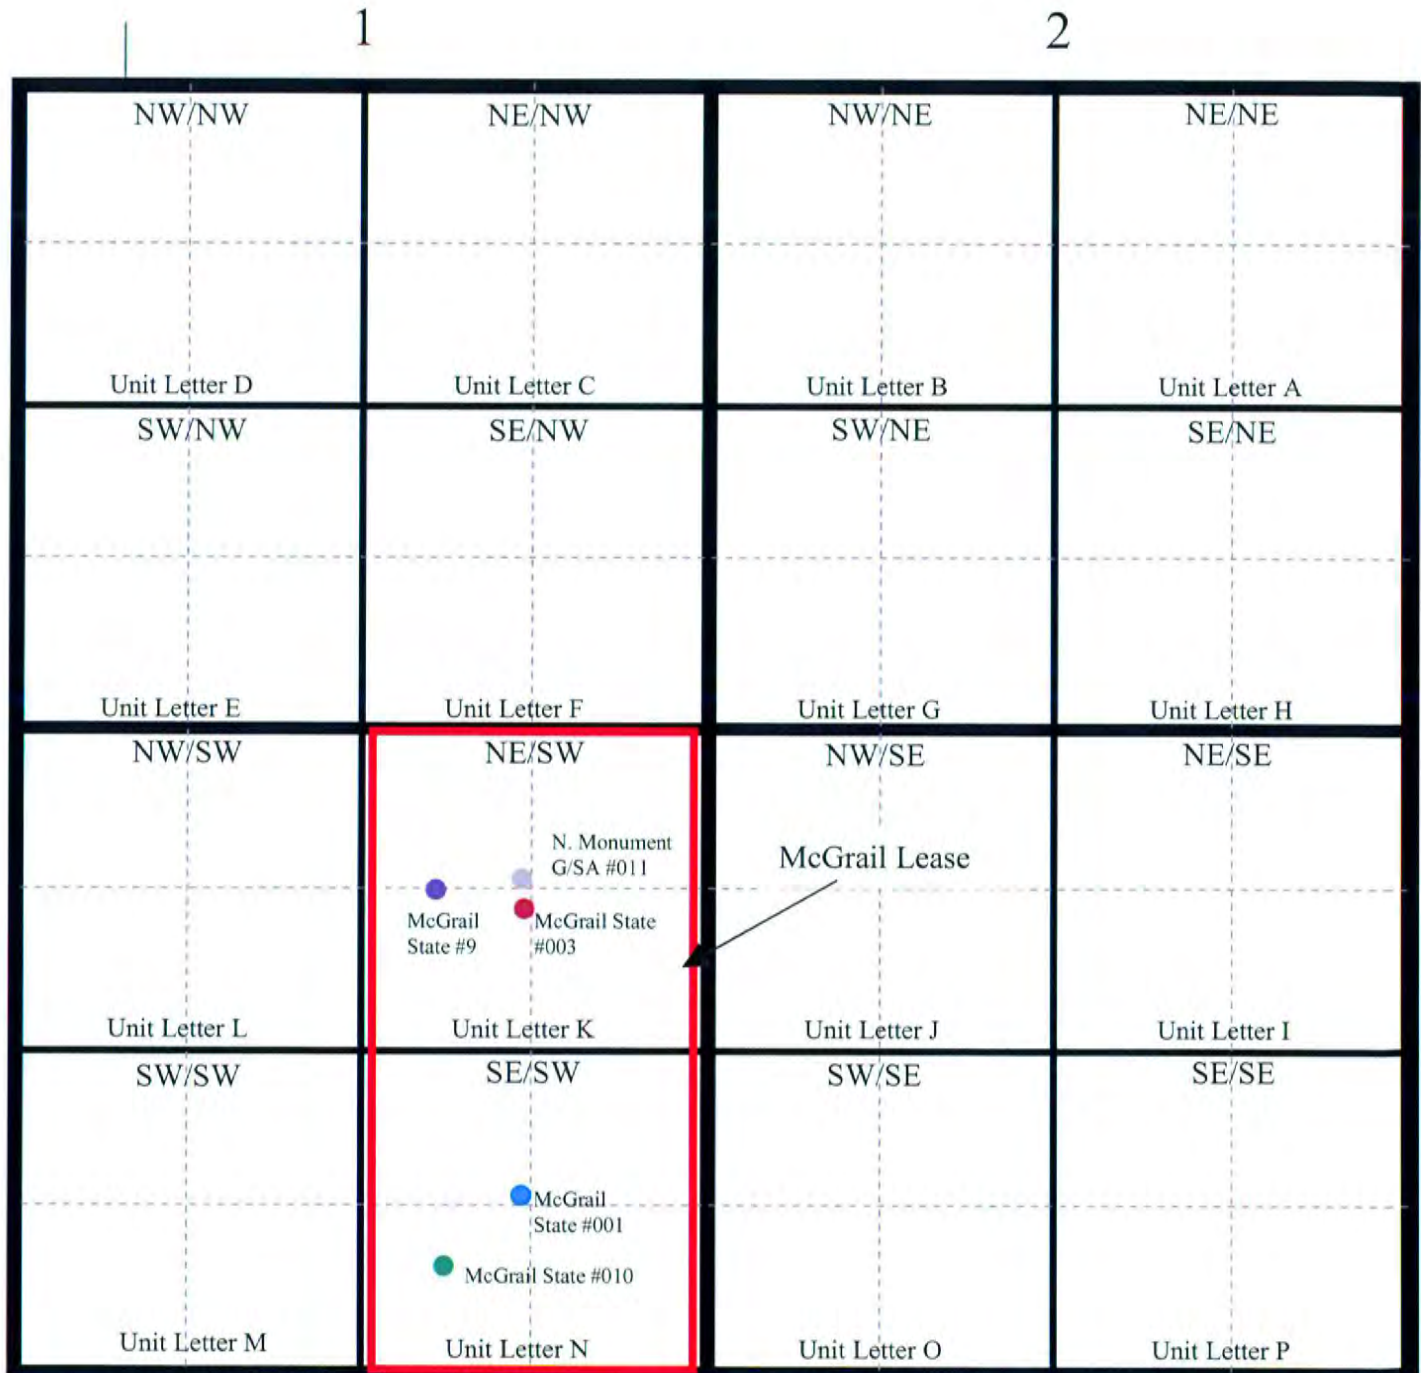 1 2
NW/NW NE/NW NW/NE NE/NE
Unit Letter D Unit Letter C Unit Letter B Unit Letter A
SW/NW SE/NW SW/NE SE/NE
Unit Letter E Unit Letter F Unit Letter G Unit Letter H
NW/SW NE/SW NW/SE NE/SE
N. Monument
G/SA #011
McGrail Lease
McGrail
State #9
McGrail State
#003
Unit Letter L Unit Letter K Unit Letter J Unit Letter I
SW/SW SE/SW SW/SE SE/SE
McGrail
State #001
McGrail State #010
Unit Letter M Unit Letter N Unit Letter O Unit Letter P